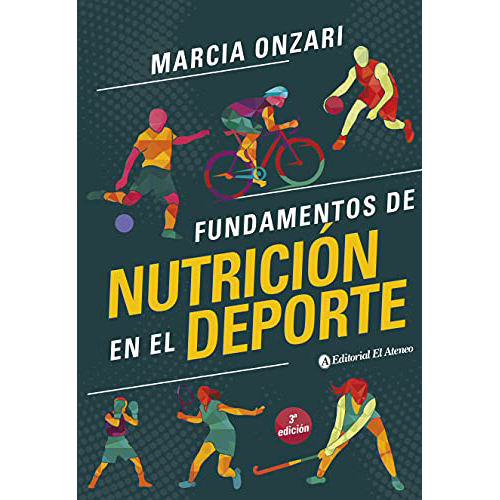 MARCIA ONZARI
FUNDAMENTOS DE
NUTRICIÓN
EN EL DEPORTE
A Editorial El Ateneo
3ª
edición